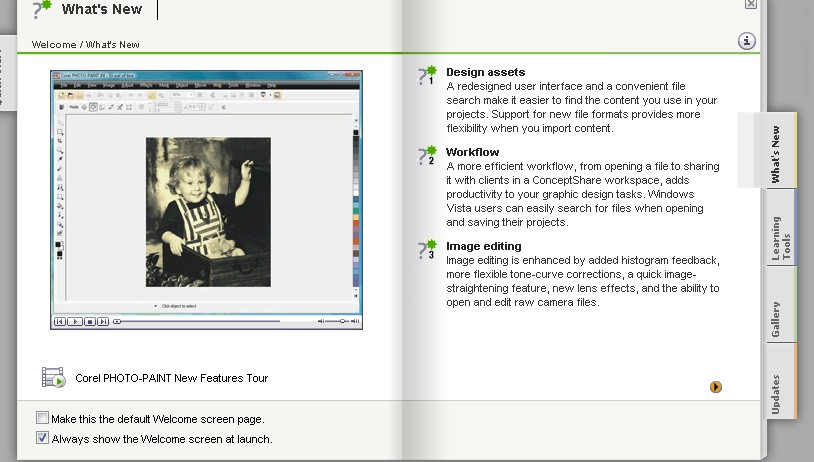 What's New
Welcome / What's New
1
Design assets
A redesigned user interface and a convenient file
search make it easier to find the content you use in your
projects. Support for new file formats provides more
flexibility when you import content.
2
Workflow
A more efficient workflow, from opening a file to sharing
it with clients in a ConceptShare workspace, adds
productivity to your graphic design tasks. Windows
Vista users can easily search for files when opening
and saving their projects.
3
Image editing
Image editing is enhanced by added histogram feedback,
more flexible tone-curve corrections, a quick image-
straightening feature, new lens effects, and the ability to
open and edit raw camera files.
Corel PHOTO-PAINT New Features Tour
Make this the default Welcome screen page.
Always show the Welcome screen at launch.
What's New
Learning
Tools
Gallery
Updates